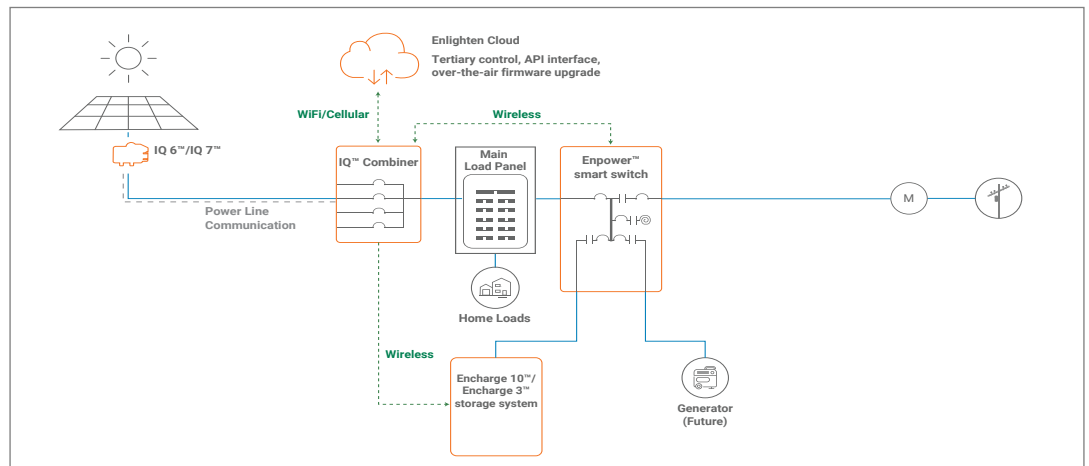 Enlighten Cloud
Tertiary control, API interface,
over-the-air firmware upgrade
WiFi/Cellular
Wireless
IQ 6™/IQ 7™
IQ™ Combiner
Main
Load Panel
Enpower™
smart switch
Power Line
Communication
M
Home Loads
Wireless
Encharge 10™/
Encharge 3™
storage system
Generator
(Future)